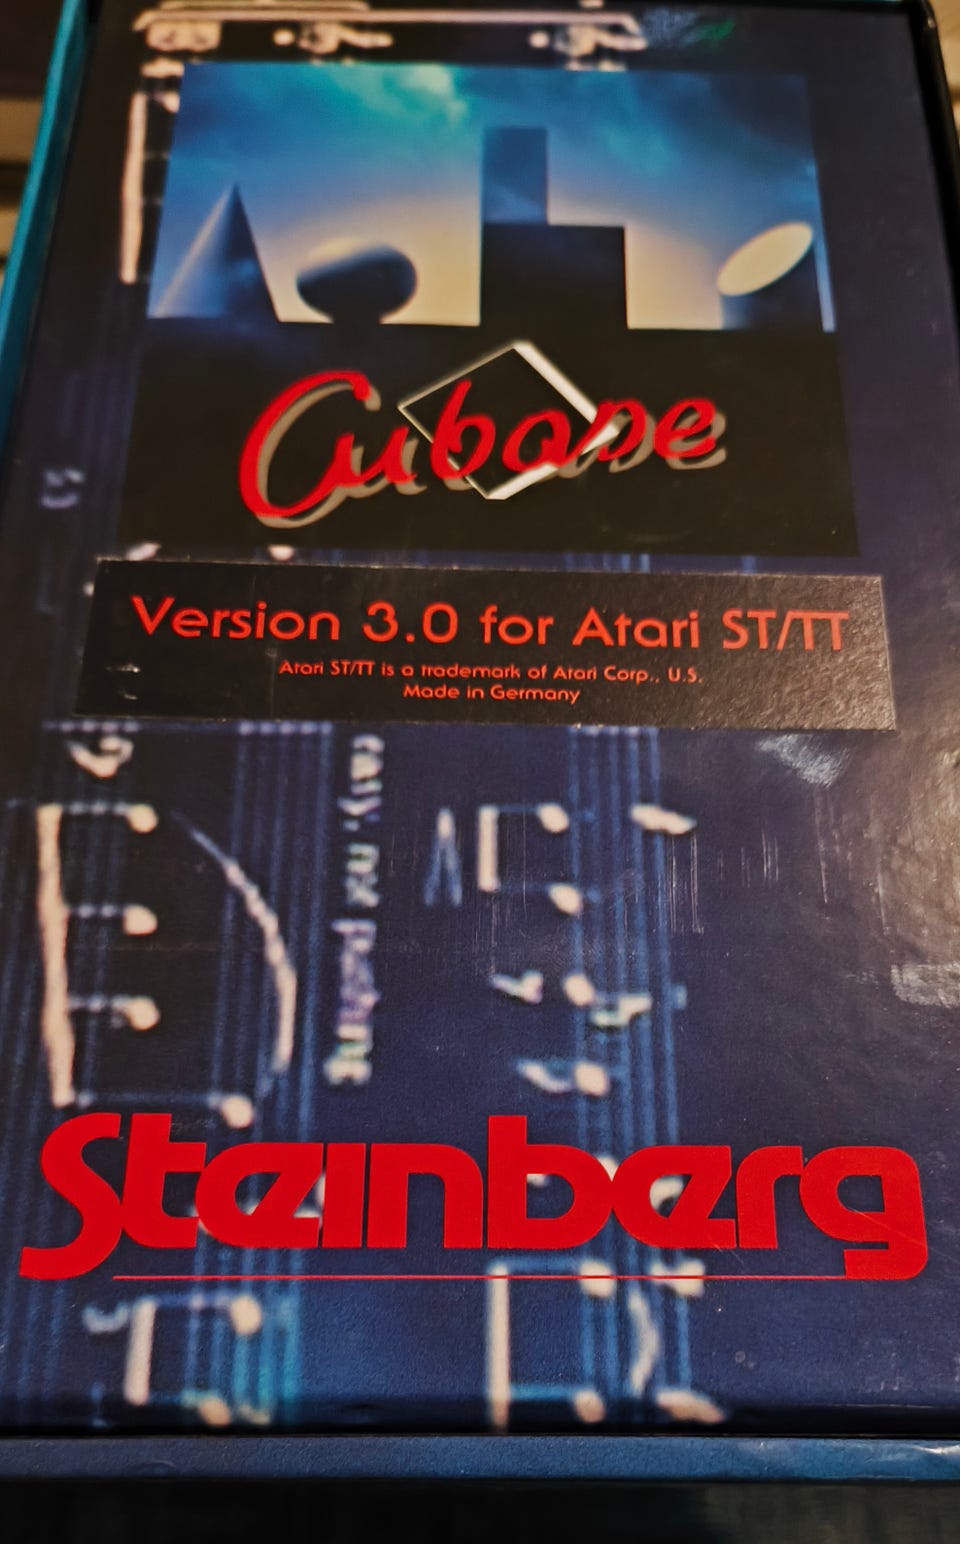 Cubase
Version 3.0 for Atari ST/TT
Atari ST/TT is a trademark of Atari Corp., U.S.
Made in Germany
Steinberg